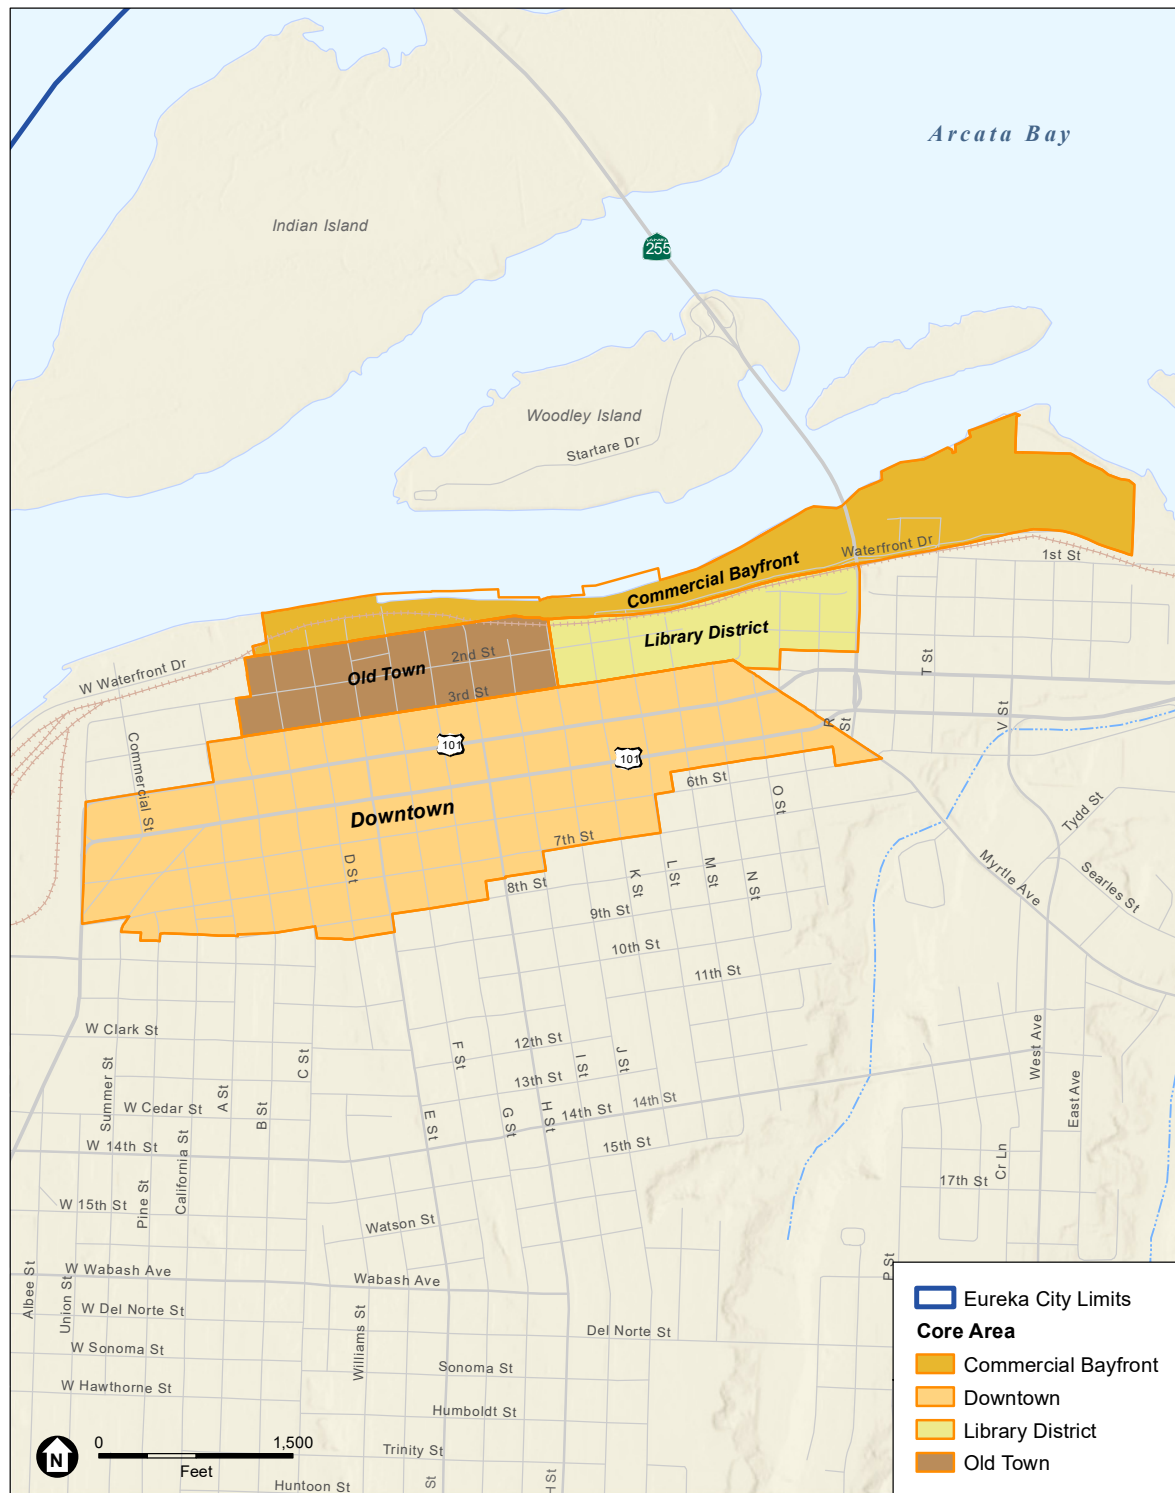 Arcata Bay
Indian Island
255
Woodley Island
Startare Dr
Waterfront Dr
1st St
Commercial Bayfront
Library District
2nd St
Old Town
3rd St
W Waterfront Dr
T St
R St
V St
101
101
Commercial St
6th St
O St
Downtown
7th St
D St
8th St
K St
L St
M St
N St
Tydd St
Myrtle Ave
Searles St
9th St
10th St
11th St
W Clark St
12th St
F St
I St
J St
C St
Summer St
A St
B St
13th St
West Ave
East Ave
W Cedar St
14th St
14th St
E St
G St
H St
W 14th St
California St
15th St
Cr Ln
17th St
W 15th St
Pine St
Watson St
P St
W Wabash Ave
Wabash Ave
Albee St
Union St
W Del Norte St
Williams St
Del Norte St
W Sonoma St
Sonoma St
W Hawthorne St
Humboldt St
Trinity St
Huntoon St
St
H St
N
0 1,500
Feet
Eureka City Limits
Core Area
Commercial Bayfront
Downtown
Library District
Old Town